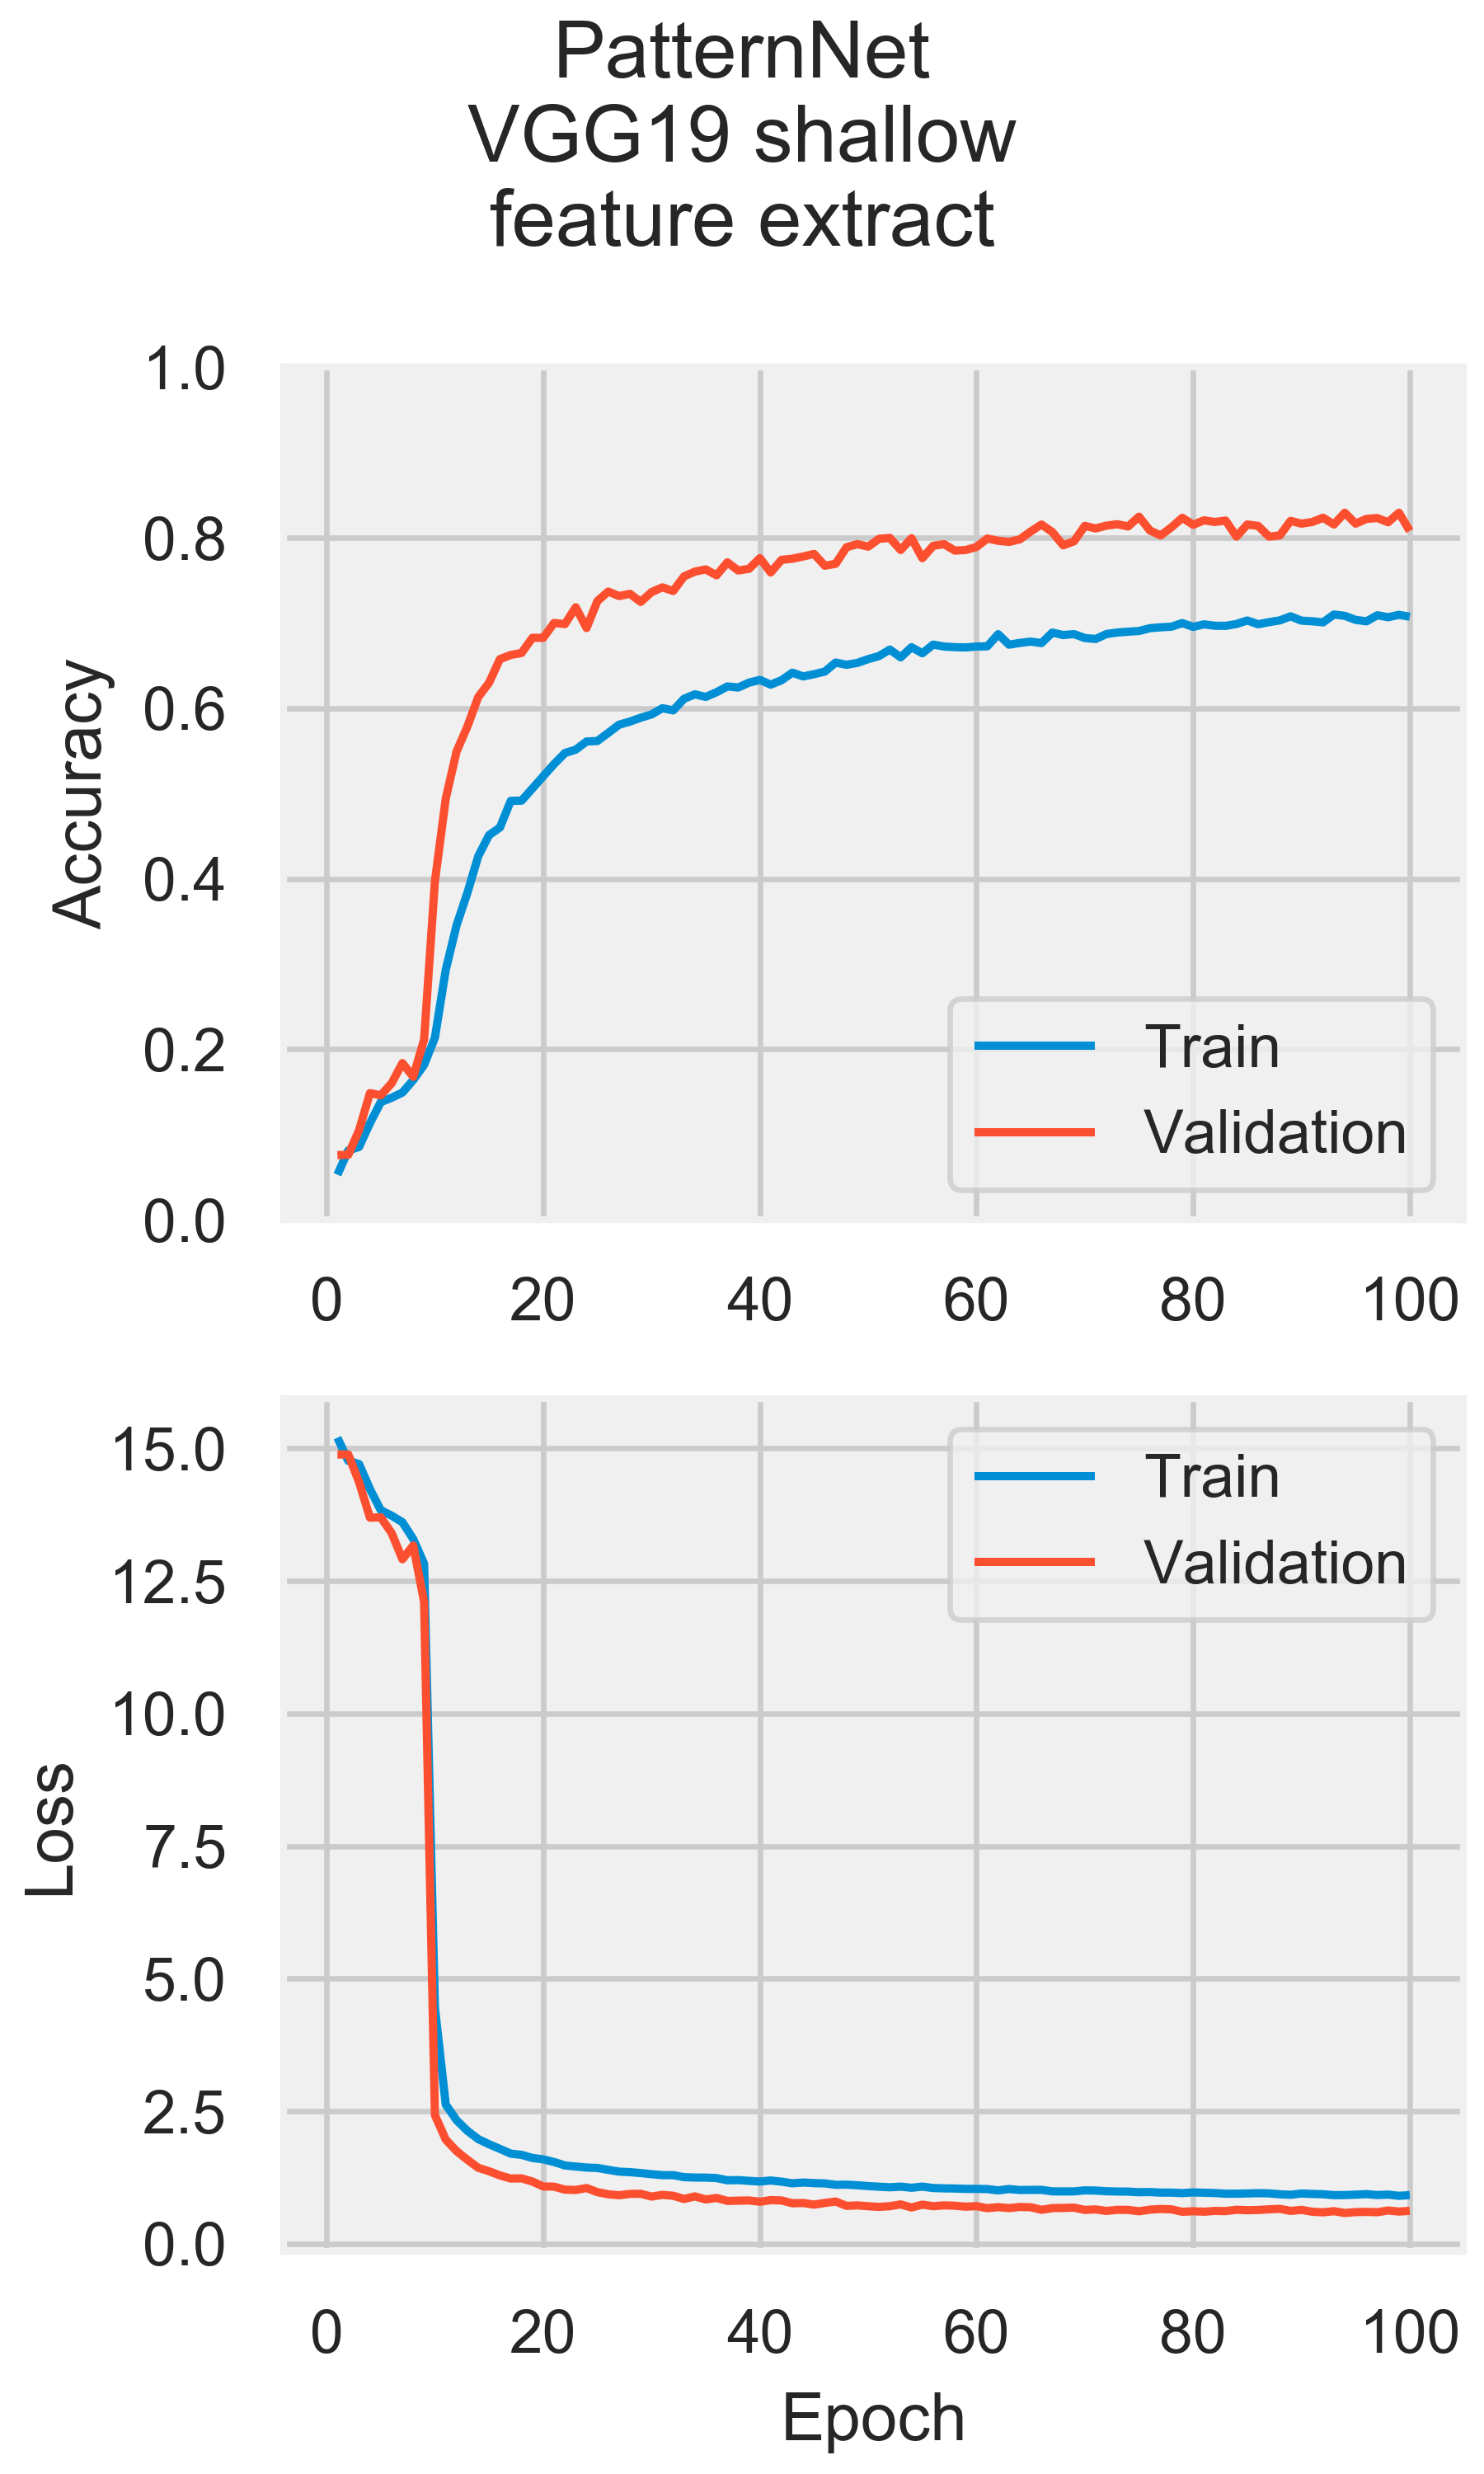 PatternNet
VGG19 shallow
feature extract
1.0
0.8
0.6
0.4
0.2
0.0
Accuracy
Train
Validation
0 20 40 60 80 100
15.0
12.5
10.0
7.5
5.0
2.5
0.0
Loss
Train
Validation
0 20 40 60 80 100
Epoch